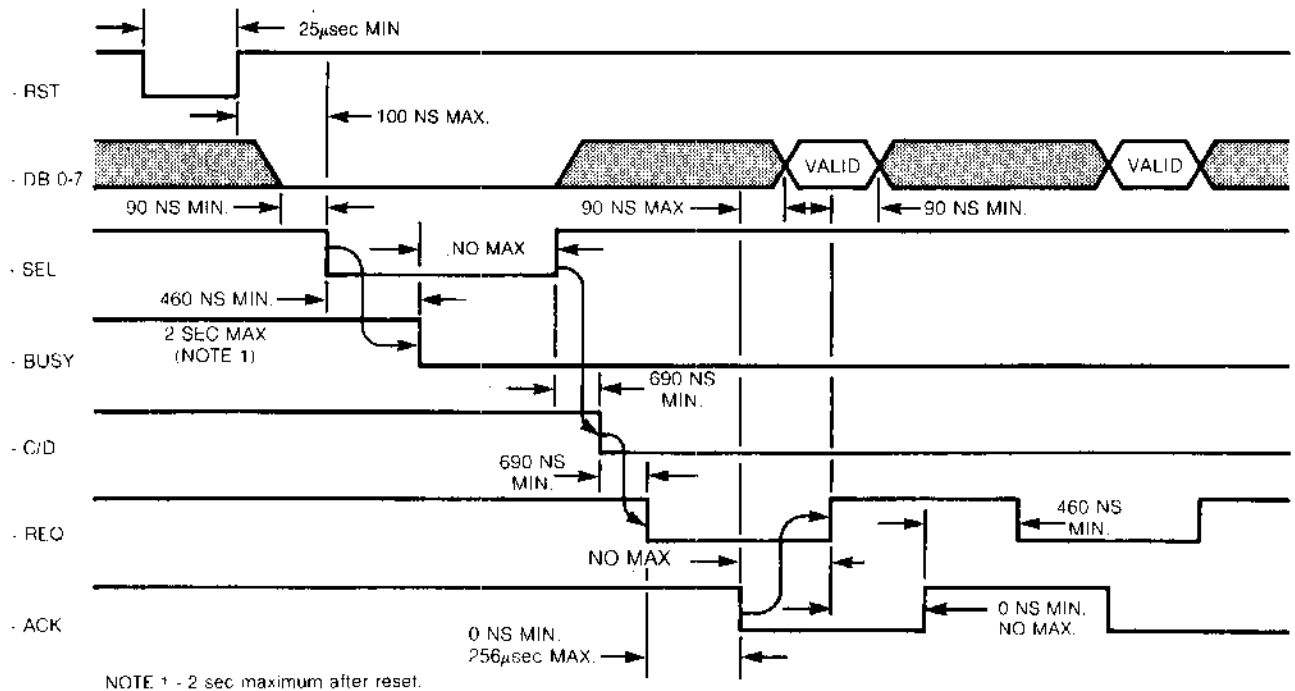 25µsec MIN
- RST
100 NS MAX.
VALID
VALID
- DB 0-7
90 NS MIN.
90 NS MAX
90 NS MIN.
NO MAX
- SEL
460 NS MIN.
2 SEC MAX
(NOTE 1)
- BUSY
690 NS
MIN.
- C/D
690 NS
MIN.
460 NS
MIN.
- REQ
NO MAX
0 NS MIN.
NO MAX.
- ACK
0 NS MIN.
256µsec MAX.
NOTE 1 - 2 sec maximum after reset.